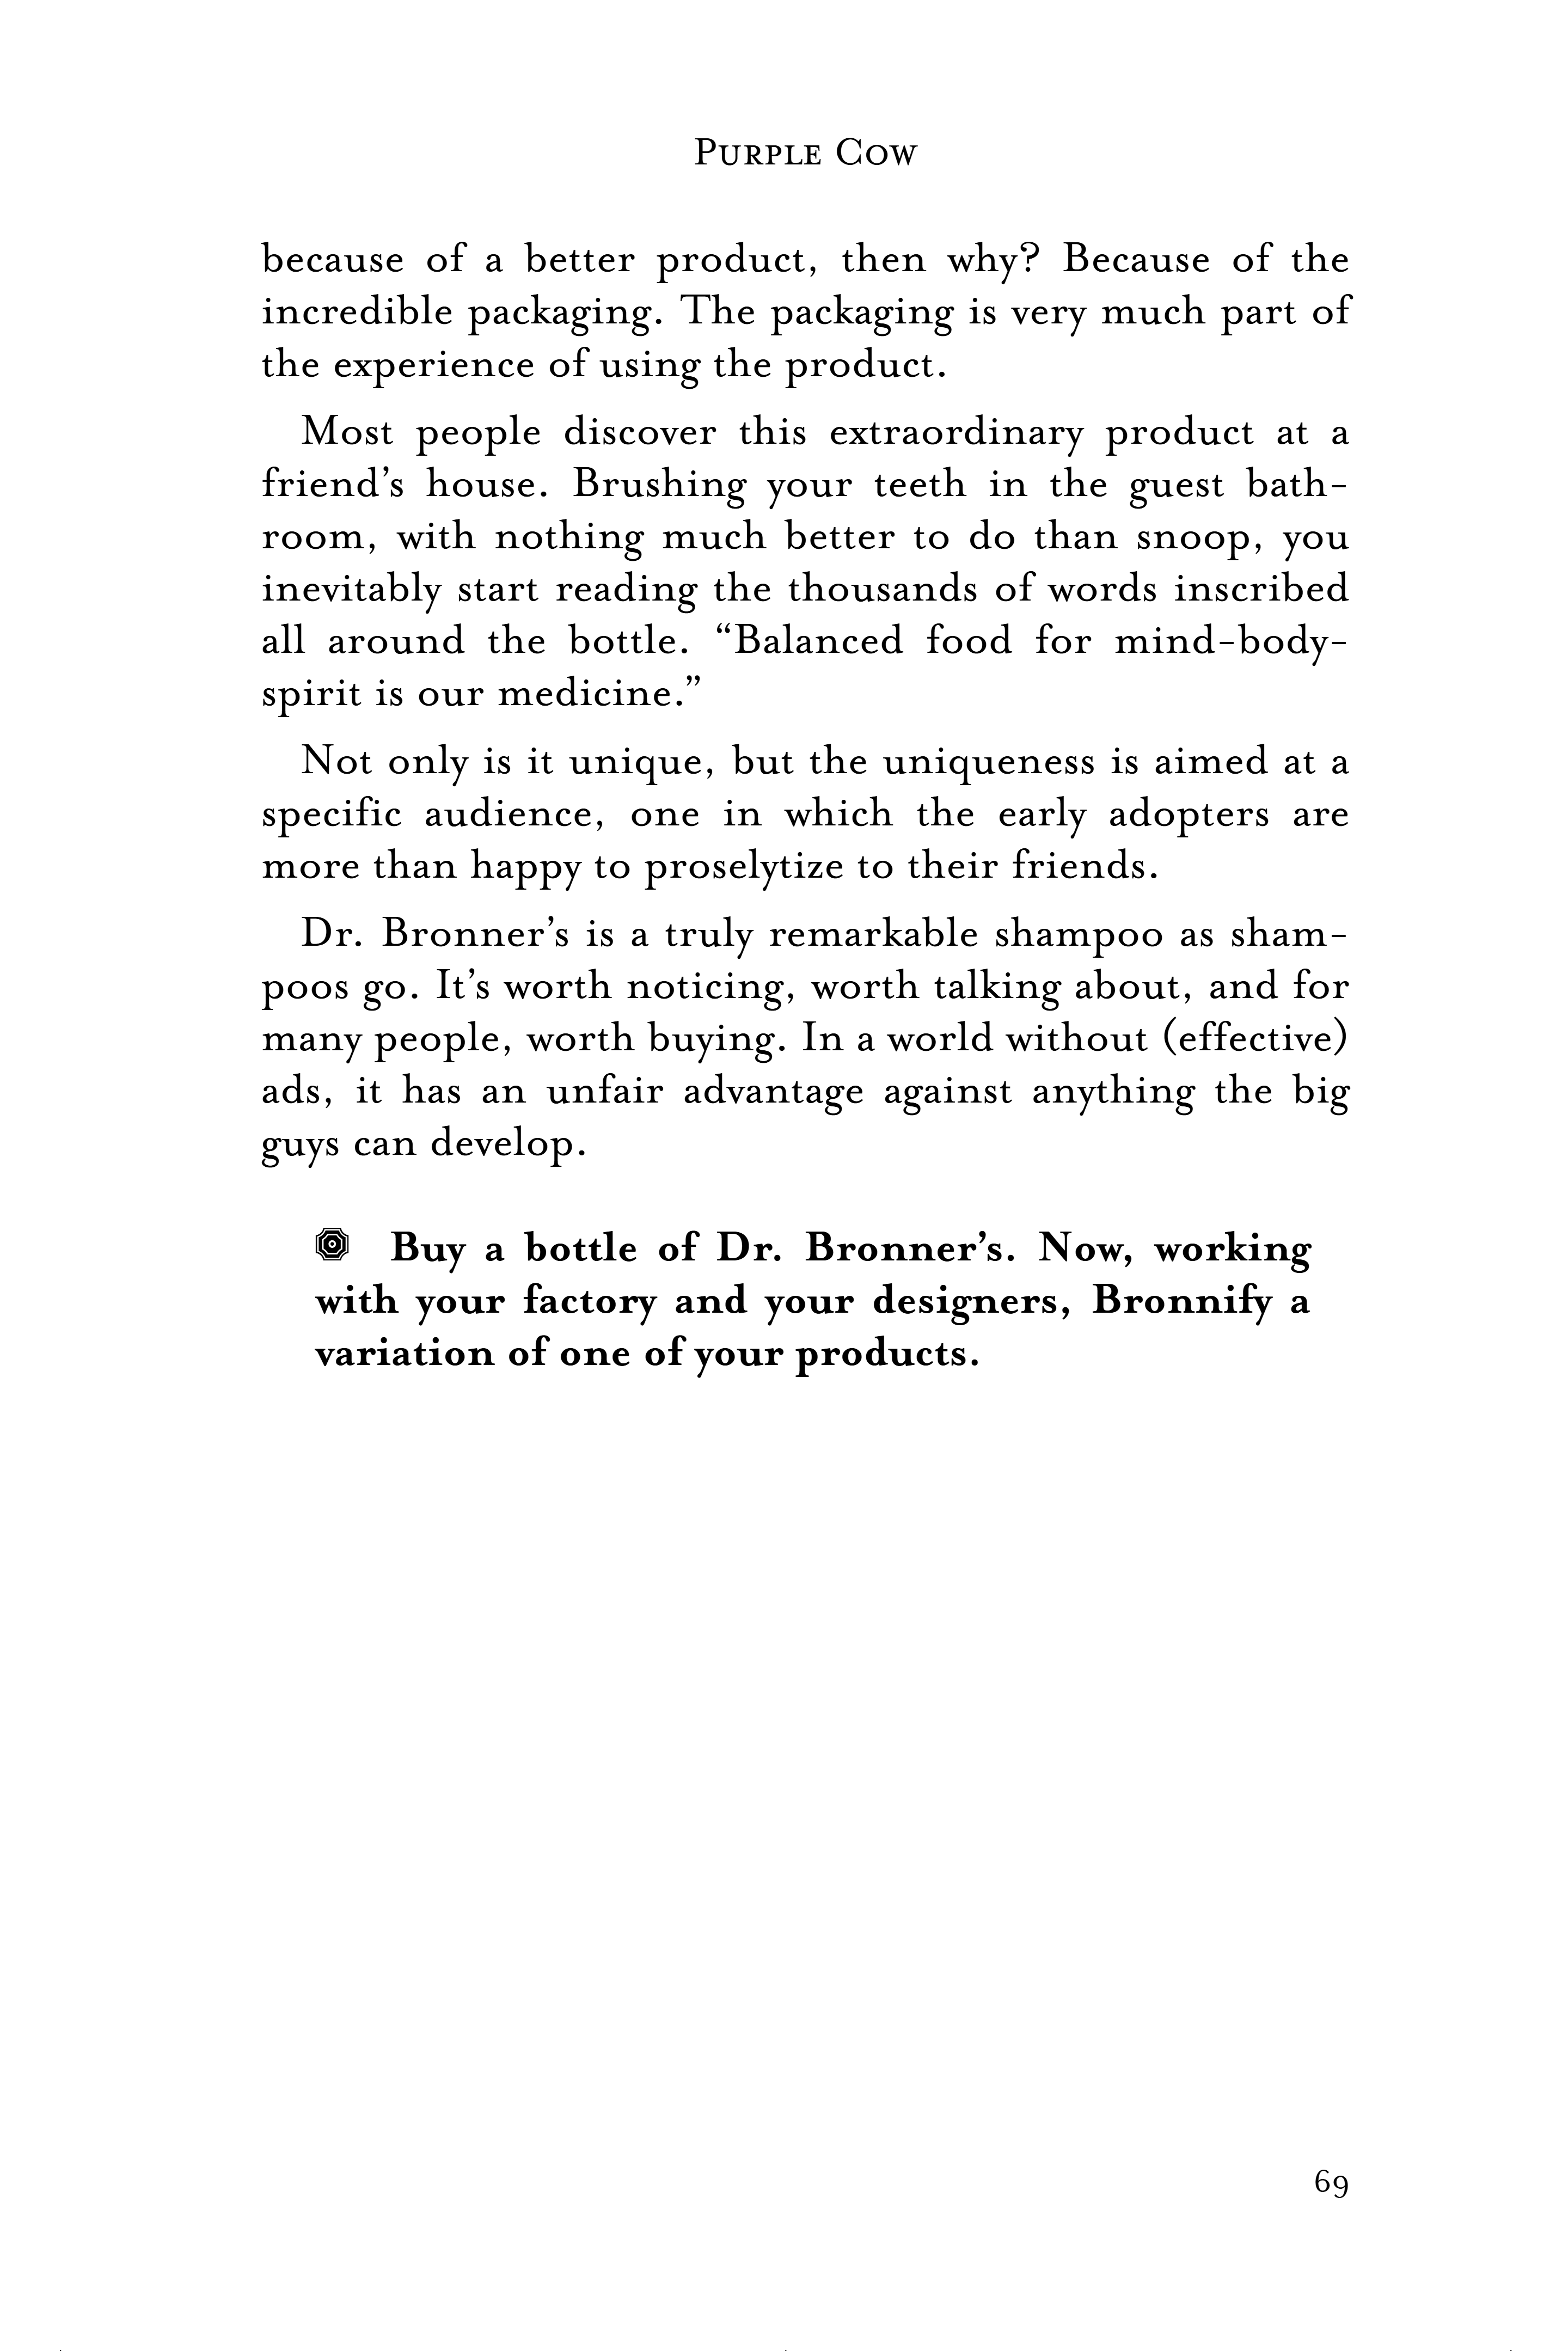 Purple Cow
because of a better product, then why? Because of the
incredible packaging. The packaging is very much part of
the experience of using the product.
Most people discover this extraordinary product at a
friend’s house. Brushing your teeth in the guest bath-
room, with nothing much better to do than snoop, you
inevitably start reading the thousands of words inscribed
all around the bottle. “Balanced food for mind-body-
spirit is our medicine.”
Not only is it unique, but the uniqueness is aimed at a
specific audience, one in which the early adopters are
more than happy to proselytize to their friends.
Dr. Bronner’s is a truly remarkable shampoo as sham-
poos go. It’s worth noticing, worth talking about, and for
many people, worth buying. In a world without (effective)
ads, it has an unfair advantage against anything the big
guys can develop.
Buy a bottle of Dr. Bronner’s. Now, working
with your factory and your designers, Bronnify a
variation of one of your products.
69